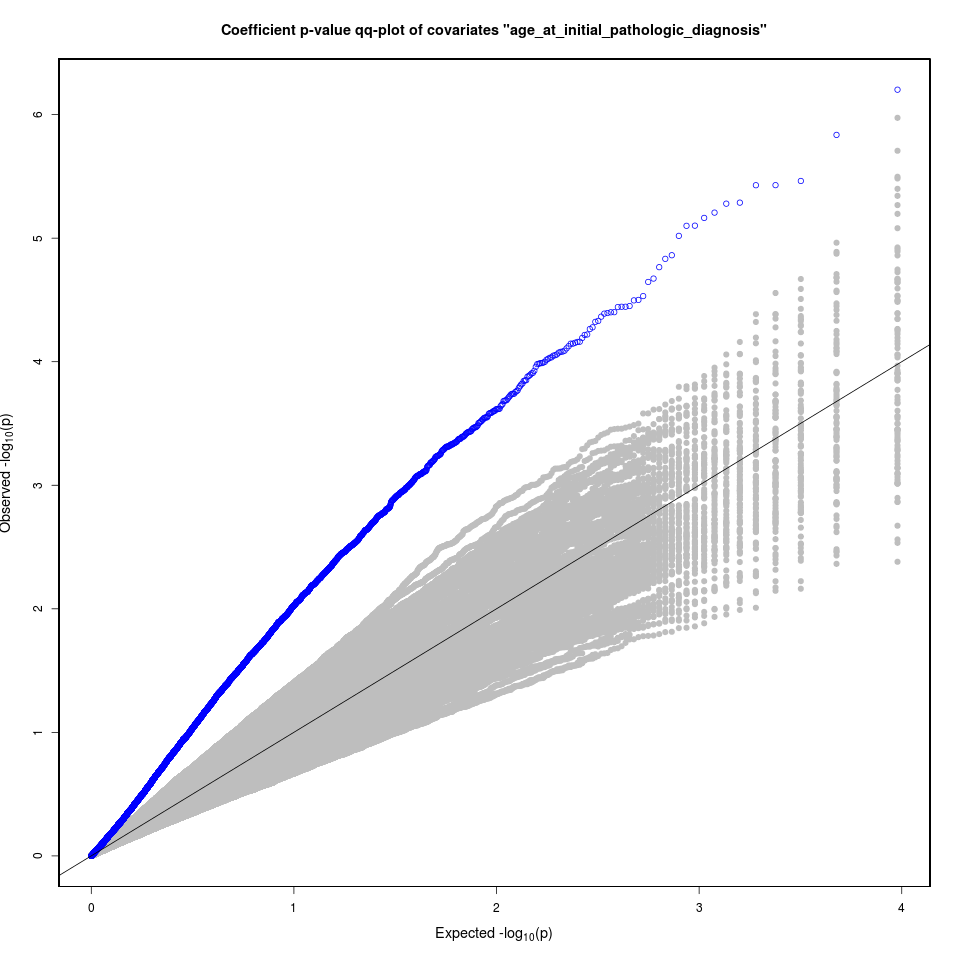 Coefficient p-value qq-plot of covariates "age_at_initial_pathologic_diagnosis"
Observed -log10(p)
6
5
4
3
2
1
0
0 1 2 3 4
Expected -log10(p)